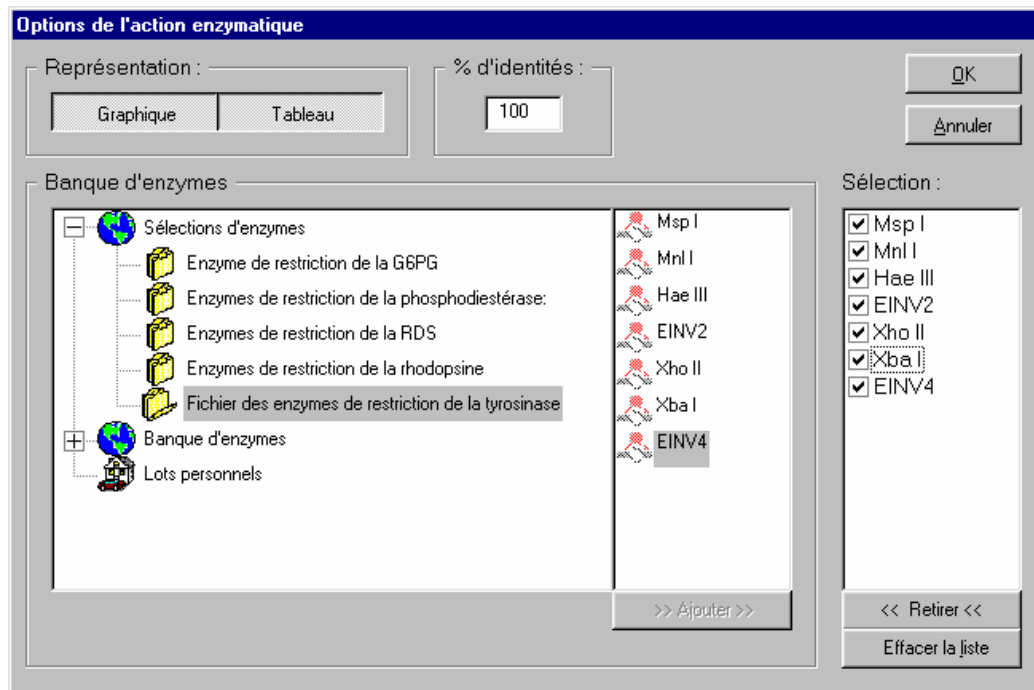 Options de l'action enzymatique
Représentation :
% d'identités :
Graphique
Tableau
100
OK
Annuler
Banque d'enzymes
Sélections d'enzymes
Enzyme de restriction de la G6PG
Enzymes de restriction de la phosphodiestérase:
Enzymes de restriction de la RDS
Enzymes de restriction de la rhodopsine
Fichier des enzymes de restriction de la tyrosinase
Banque d'enzymes
Lots personnels
Msp I
Mnl I
Hae III
EINV2
Xho II
Xba I
EINV4
>> Ajouter >>
Sélection :
Msp I
Mnl I
Hae III
EINV2
Xho II
Xba I
EINV4
<< Retirer <<
Effacer la liste